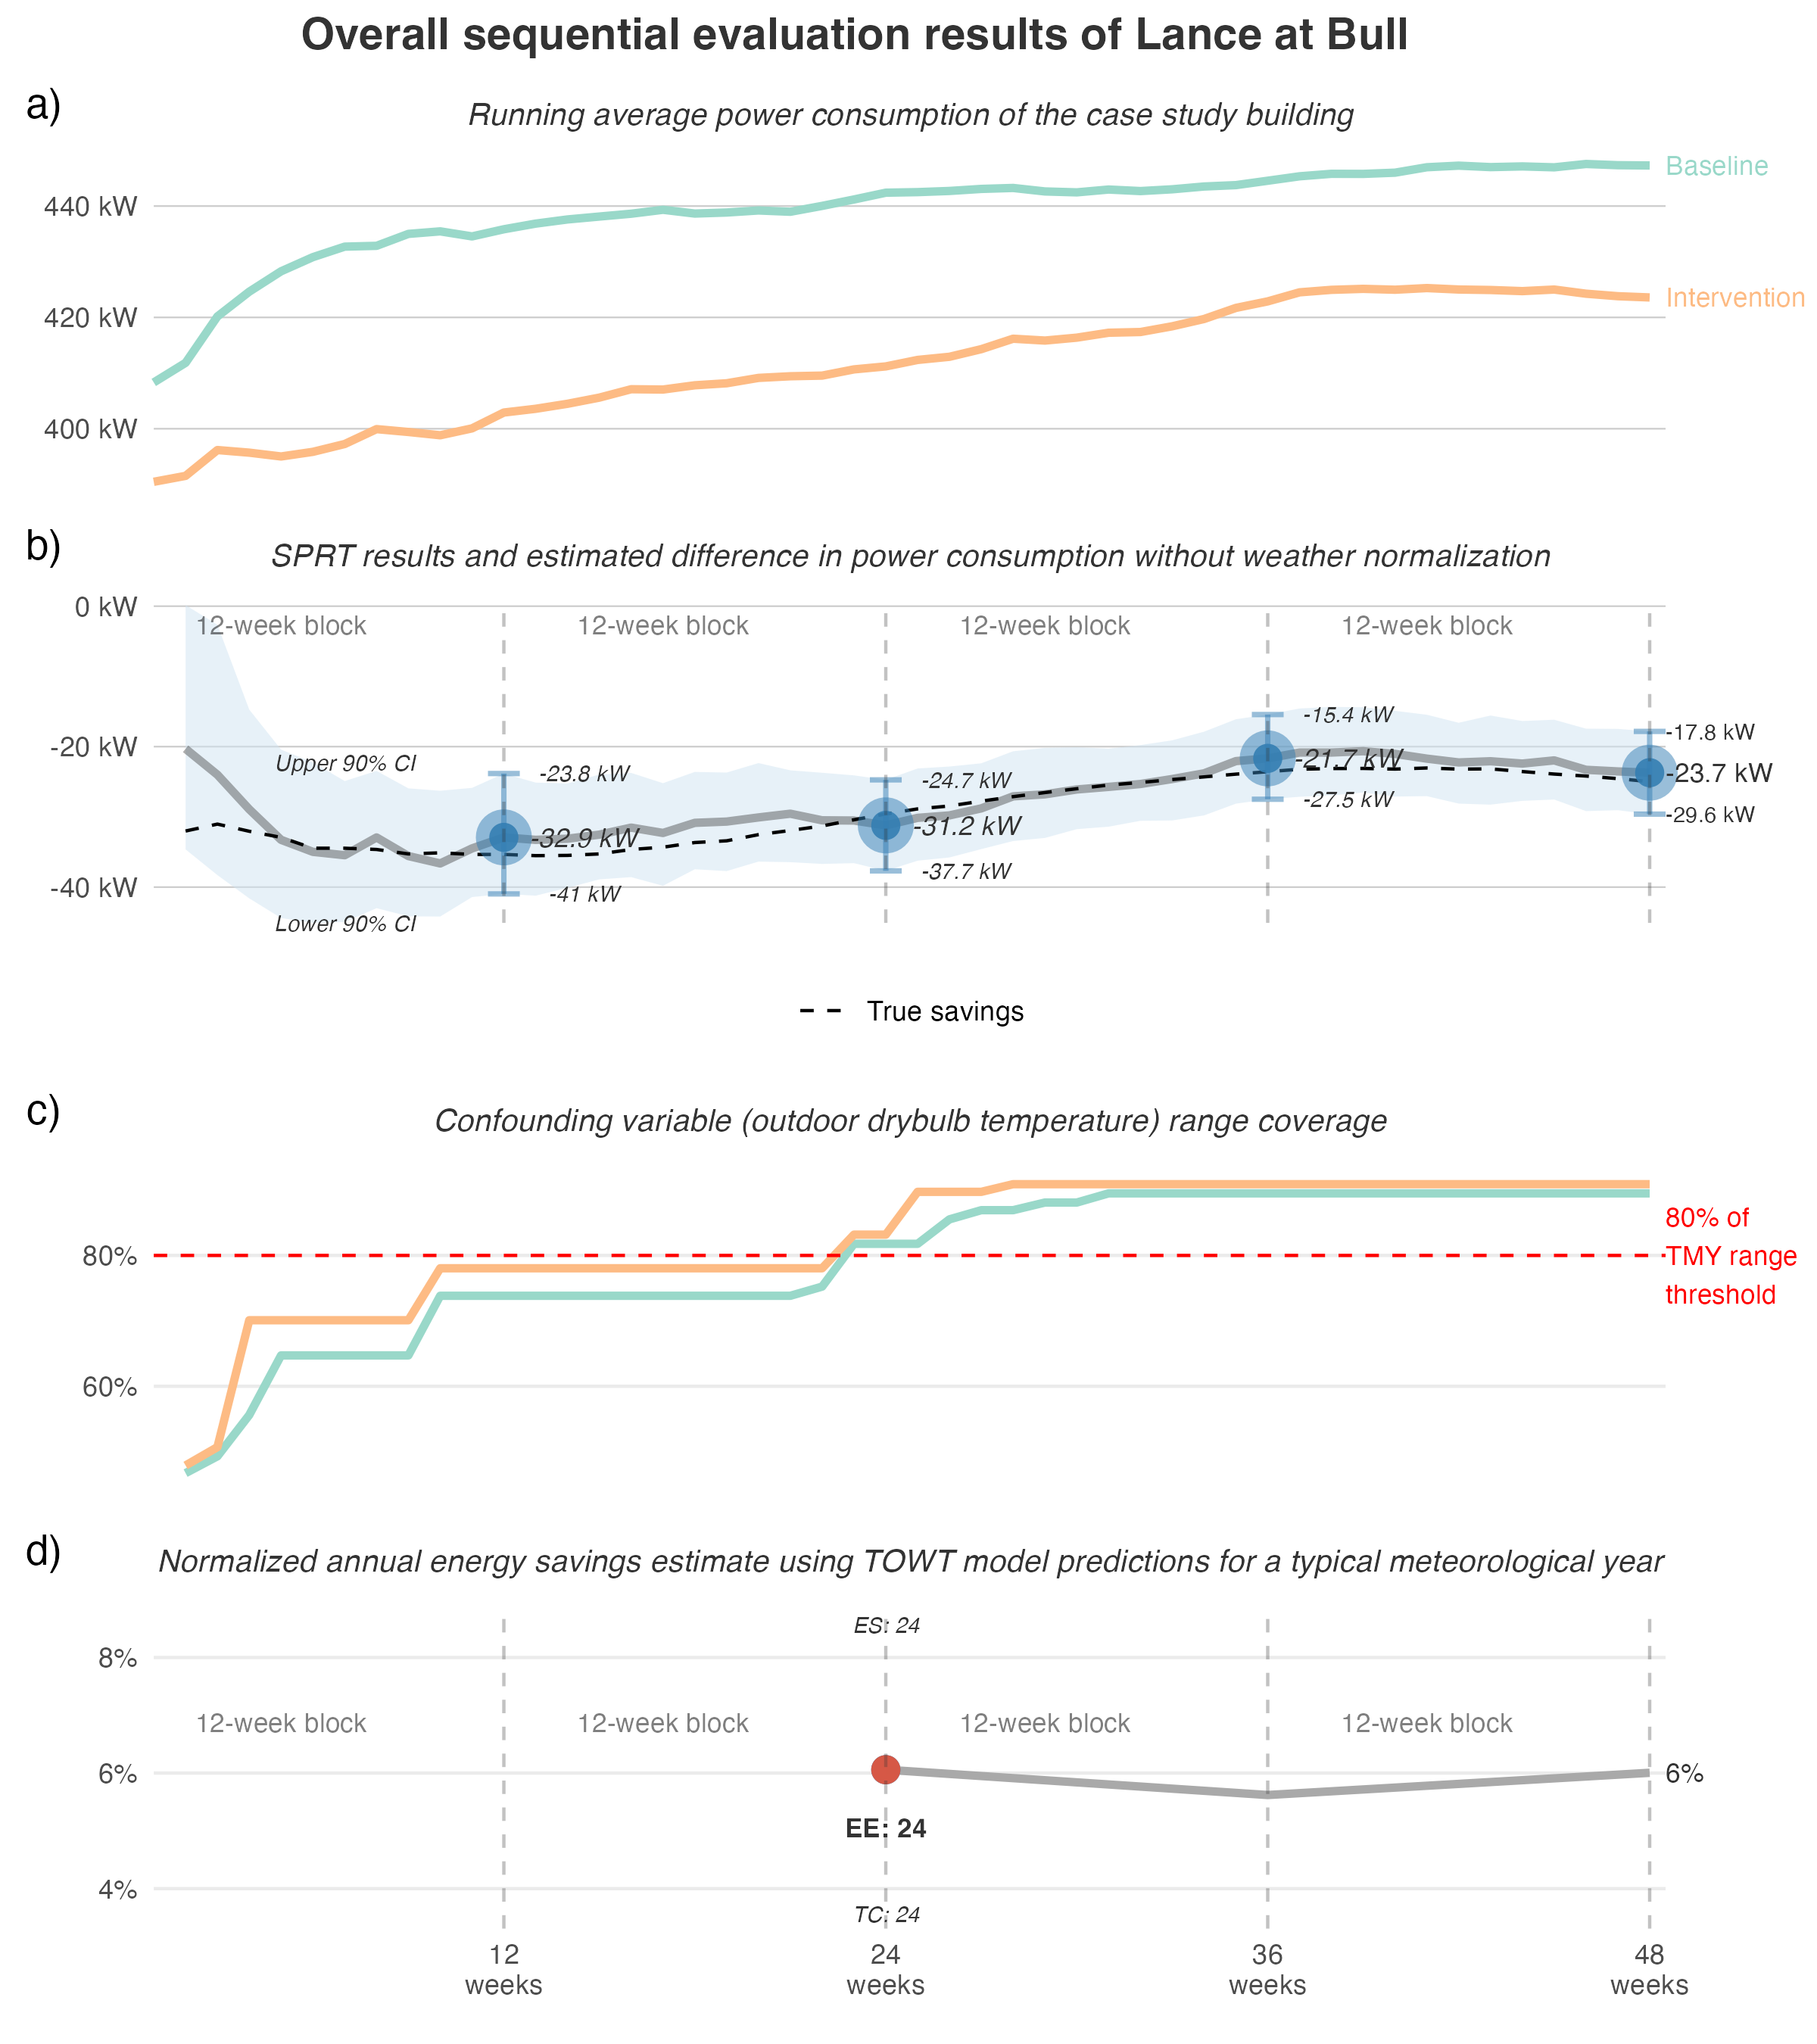 Overall sequential evaluation results of Lance at Bull
a)
Running average power consumption of the case study building
Baseline
440 kW
Intervention
420 kW
400 kW
b)
SPRT results and estimated difference in power consumption without weather normalization
0 kW
12-week block
12-week block
12-week block
12-week block
-15.4 kW
-17.8 kW
-20 kW
Upper 90% CI
-23.8 kW
-24.7 kW
-21.7 kW
-23.7 kW
-32.9 kW
-31.2 kW
-27.5 kW
-29.6 kW
-37.7 kW
-40 kW
-41 kW
Lower 90% CI
True savings
c)
Confounding variable (outdoor drybulb temperature) range coverage
80% of
TMY range
threshold
80%
60%
d)
Normalized annual energy savings estimate using TOWT model predictions for a typical meteorological year
ES: 24
8%
12-week block
12-week block
12-week block
12-week block
6%
6%
EE: 24
4%
TC: 24
12
weeks
24
weeks
36
weeks
48
weeks